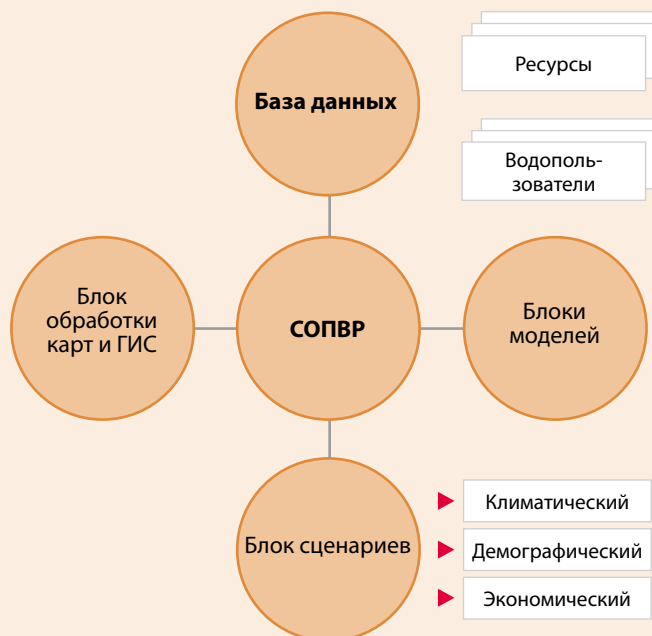 База данных
Ресурсы
Водополь-
зователи
Блок
обработки
карт и ГИС
СОПВР
Блоки
моделей
Блок сценариев
Климатический
Демографический
Экономический